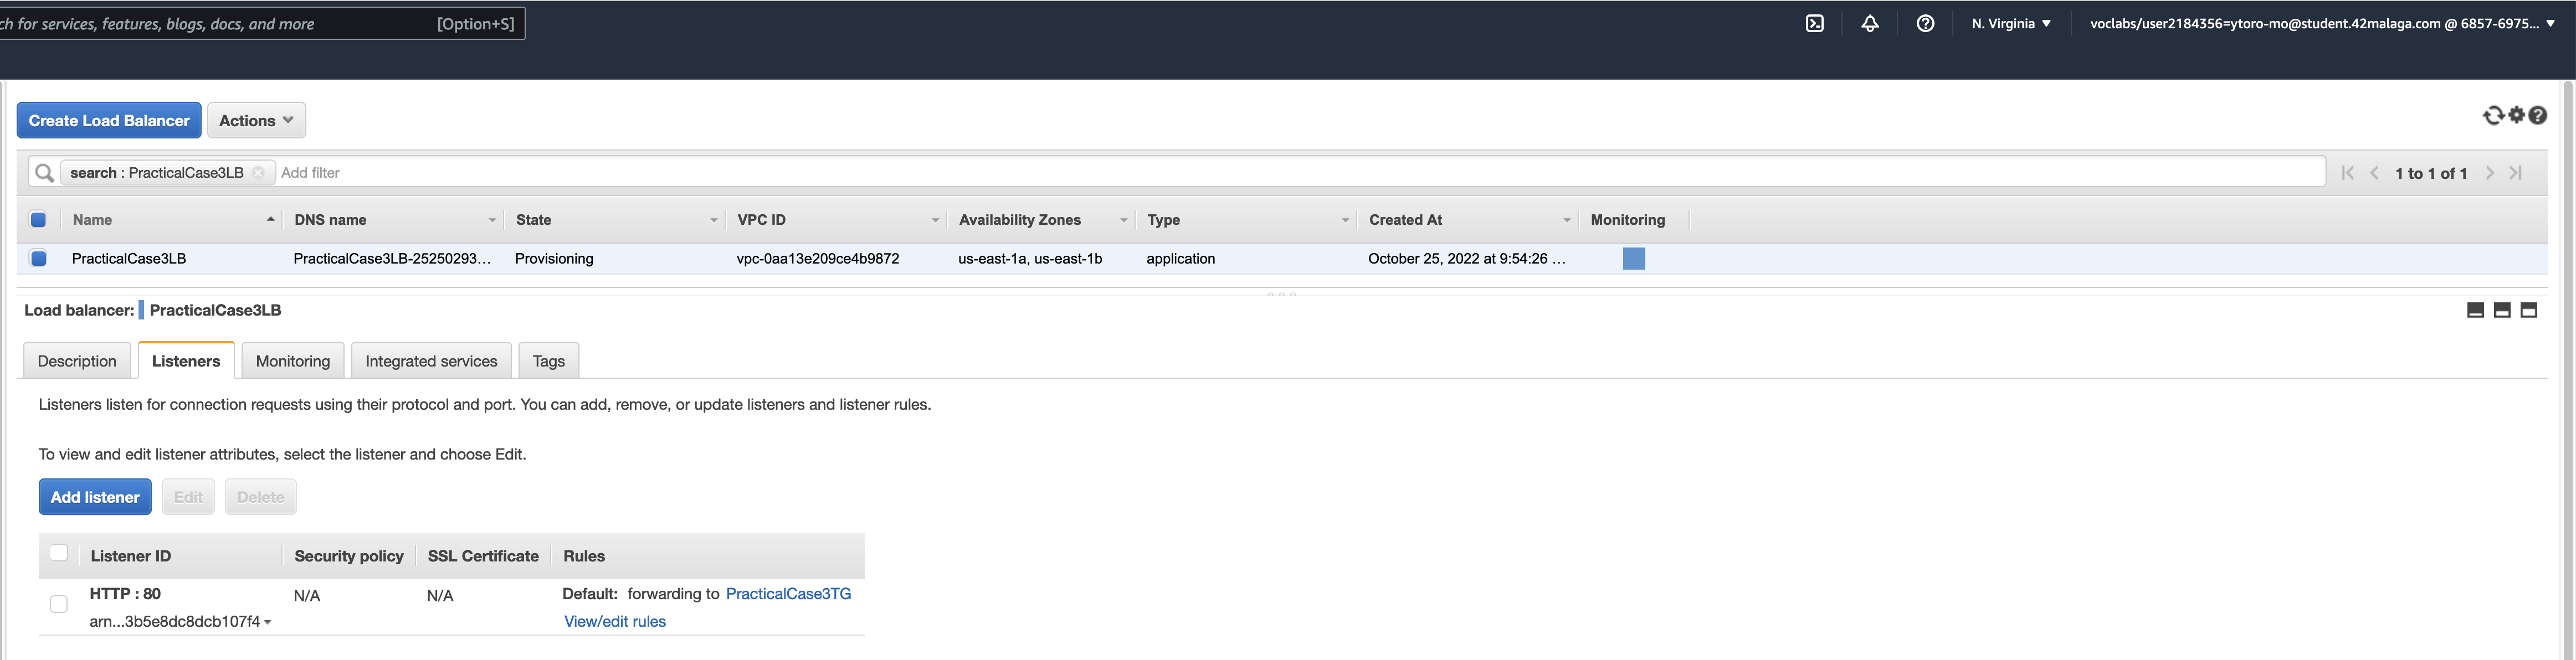 ch for services, features, blogs, docs, and more [Option+S] N. Virginia ▼ voclabs/user2184356=ytoro-mo@student.42malaga.com @ 6857-6975... ▼
Create Load Balancer Actions
search : PracticalCase3LB Add filter 1 to 1 of 1
Name DNS name State VPC ID Availability Zones Type Created At Monitoring
PracticalCase3LB PracticalCase3LB-25250293... Provisioning vpc-0aa13e209ce4b9872 us-east-1a, us-east-1b application October 25, 2022 at 9:54:26 ...
Load balancer: PracticalCase3LB
Description Listeners Monitoring Integrated services Tags
Listeners listen for connection requests using their protocol and port. You can add, remove, or update listeners and listener rules.
To view and edit listener attributes, select the listener and choose Edit.
Add listener Edit Delete
Listener ID Security policy SSL Certificate Rules
HTTP : 80 N/A N/A Default: forwarding to PracticalCase3TG
arn...3b5e8dc8dcb107f4 View/edit rules